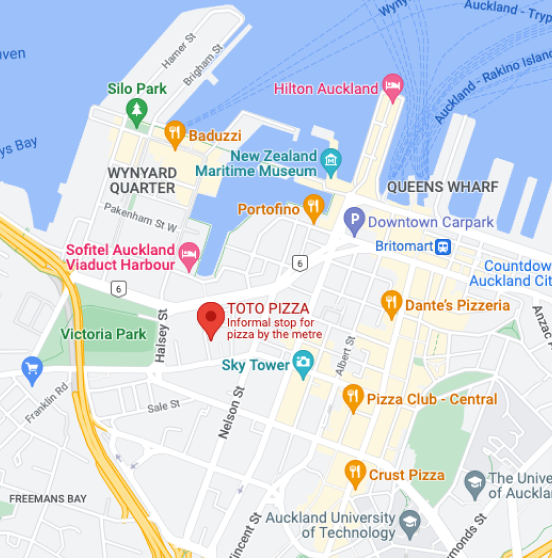 Wyny
Auckland - Tryp
Hamer St
Brigham St
aven
Silo Park
Hilton Auckland
Auckland - Rakino Island
Baduzzi
ys Bay
New Zealand
Maritime Museum
WYNYARD
QUARTER
QUEENS WHARF
Pakenham St W
Portofino
P
Downtown Carpark
Britomart
Sofitel Auckland
Viaduct Harbour
6
Countdow
Auckland Cit
6
TOTO PIZZA
Informal stop for
pizza by the metre
Dante's Pizzeria
Anzac
Victoria Park
Halsey St
Albert St
Sky Tower
Franklin Rd
Nelson St
Sale St
Pizza Club - Central
Crust Pizza
The Unive
of Auckla
FREEMANS BAY
Auckland University
of Technology
incent St
monds St